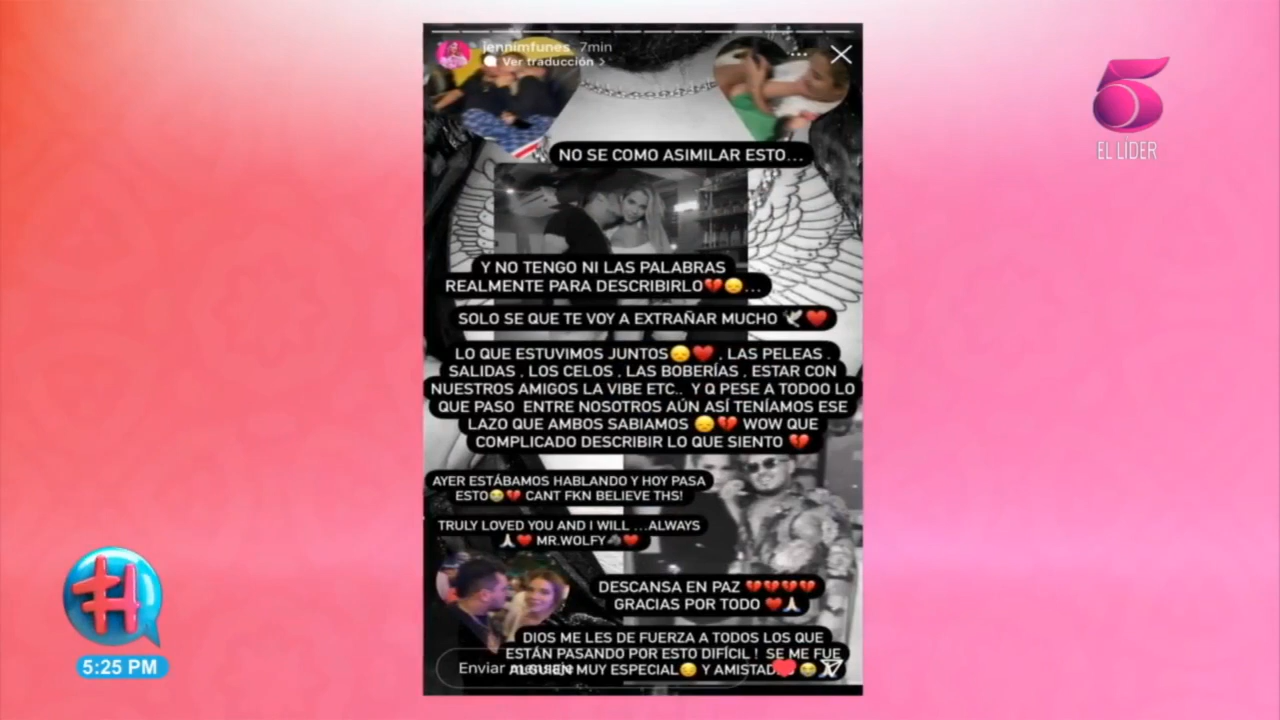 jennimfunes 7min
Ver traducción >
5
EL LIDER
NO SE COMO ASIMILAR ESTO...
Y NO TENGO NI LAS PALABRAS
REALMENTE PARA DESCRIBIRLO💔😞...
SOLO SE QUE TE VOY A EXTRAÑAR MUCHO 🕊️❤️
LO QUE ESTUVIMOS JUNTOS😞❤️ , LAS PELEAS ,
SALIDAS , LOS CELOS , LAS BOBERÍAS , ESTAR CON
NUESTROS AMIGOS LA VIBE ETC.. Y Q PESE A TODOO LO
QUE PASO ENTRE NOSOTROS AÚN ASÍ TENÍAMOS ESE
LAZO QUE AMBOS SABIAMOS 😞💔 WOW QUE
COMPLICADO DESCRIBIR LO QUE SIENTO 💔
AYER ESTÁBAMOS HABLANDO Y HOY PASA
ESTO😭💔 CANT FKN BELIEVE THS!
TRULY LOVED YOU AND I WILL ...ALWAYS
🙏🏻❤️ MR.WOLFY🐴❤️
DESCANSA EN PAZ 💔💔💔💔
GRACIAS POR TODO ❤️🙏🏻
DIOS ME LES DE FUERZA A TODOS LOS QUE
ESTÁN PASANDO POR ESTO DIFÍCIL ! SE ME FUE
ALGUIEN MUY ESPECIAL😔 Y AMISTAD 😭
Enviar mensaje
H
5:25 PM